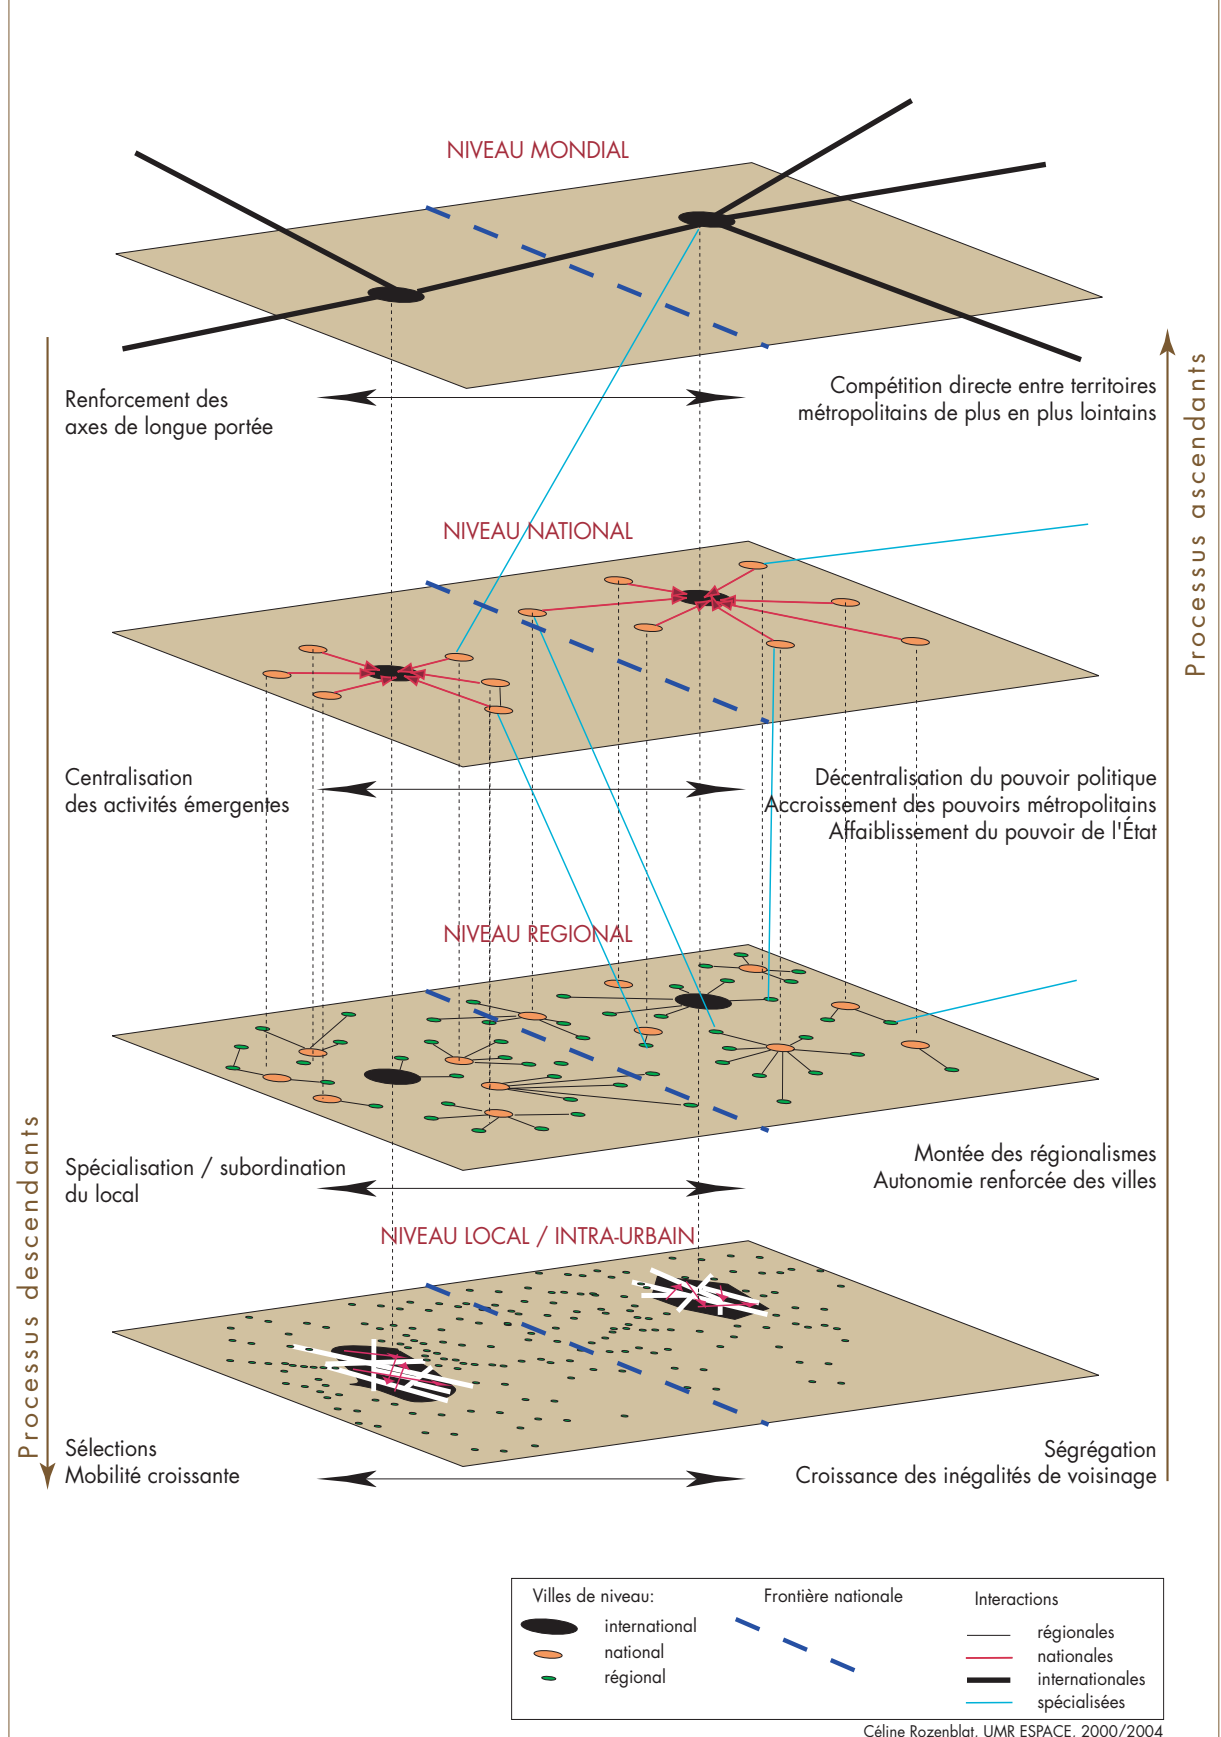 NIVEAU MONDIAL
Renforcement des
axes de longue portée
Compétition directe entre territoires
métropolitains de plus en plus lointains
Processus ascendants
NIVEAU NATIONAL
Centralisation
des activités émergentes
Décentralisation du pouvoir politique
Accroissement des pouvoirs métropolitains
Affaiblissement du pouvoir de l'État
NIVEAU REGIONAL
Processus descendants
Spécialisation / subordination
du local
Montée des régionalismes
Autonomie renforcée des villes
NIVEAU LOCAL / INTRA-URBAIN
Sélections
Mobilité croissante
Ségrégation
Croissance des inégalités de voisinage
Villes de niveau:
international
national
régional
Frontière nationale
Interactions
régionales
nationales
internationales
spécialisées
Céline Rozenblat, UMR ESPACE, 2000/2004